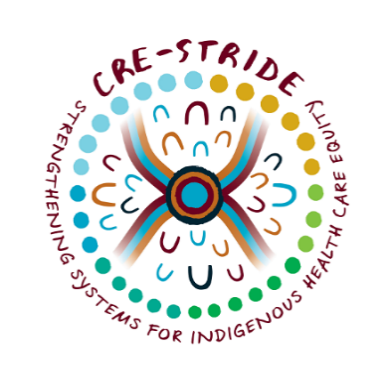 CRE-STRIDE
STRENGTHENING SYSTEMS FOR INDIGENOUS HEALTH CARE EQUITY